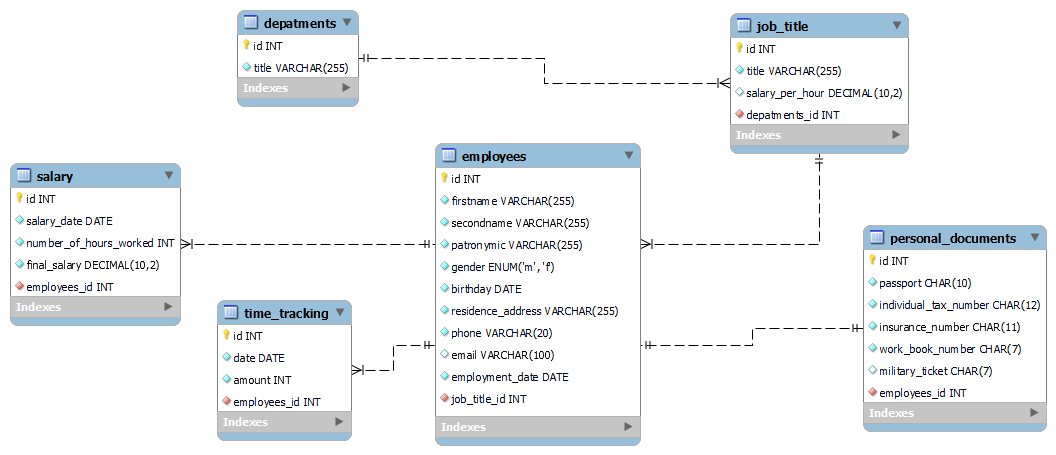 depatments
id INT
title VARCHAR(255)
Indexes
job_title
id INT
title VARCHAR(255)
salary_per_hour DECIMAL(10,2)
depatments_id INT
Indexes
salary
id INT
salary_date DATE
number_of_hours_worked INT
final_salary DECIMAL(10,2)
employees_id INT
Indexes
employees
id INT
firstname VARCHAR(255)
secondname VARCHAR(255)
patronymic VARCHAR(255)
gender ENUM('m', 'f')
birthday DATE
residence_address VARCHAR(255)
phone VARCHAR(20)
email VARCHAR(100)
employment_date DATE
job_title_id INT
Indexes
time_tracking
id INT
date DATE
amount INT
employees_id INT
Indexes
personal_documents
id INT
passport CHAR(10)
individual_tax_number CHAR(12)
insurance_number CHAR(11)
work_book_number CHAR(7)
military_ticket CHAR(7)
employees_id INT
Indexes